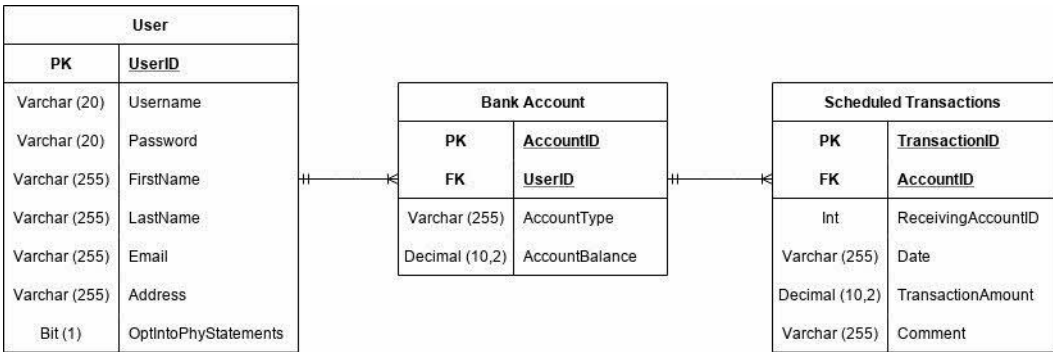 User
PK UserID
Varchar (20) Username
Varchar (20) Password
Varchar (255) FirstName
Varchar (255) LastName
Varchar (255) Email
Varchar (255) Address
Bit (1) OptIntoPhyStatements
Bank Account
PK AccountID
FK UserID
Varchar (255) AccountType
Decimal (10,2) AccountBalance
Scheduled Transactions
PK TransactionID
FK AccountID
Int ReceivingAccountID
Varchar (255) Date
Decimal (10,2) TransactionAmount
Varchar (255) Comment